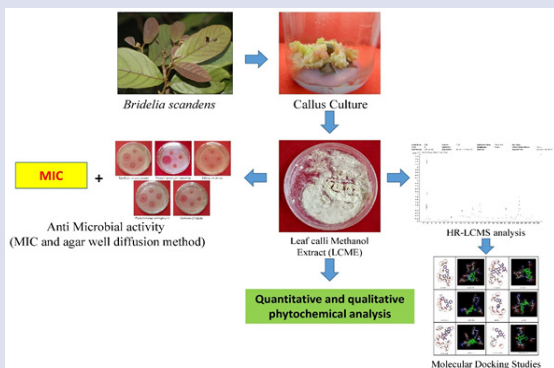 Bridelia scandens
Callus Culture
MIC
+
Anti Microbial activity
(MIC and agar well diffusion method)
Leaf calli Methanol
Extract (LCME)
HR-LCMS analysis
Quantitative and qualitative
phytochemical analysis
Molecular Docking Studies